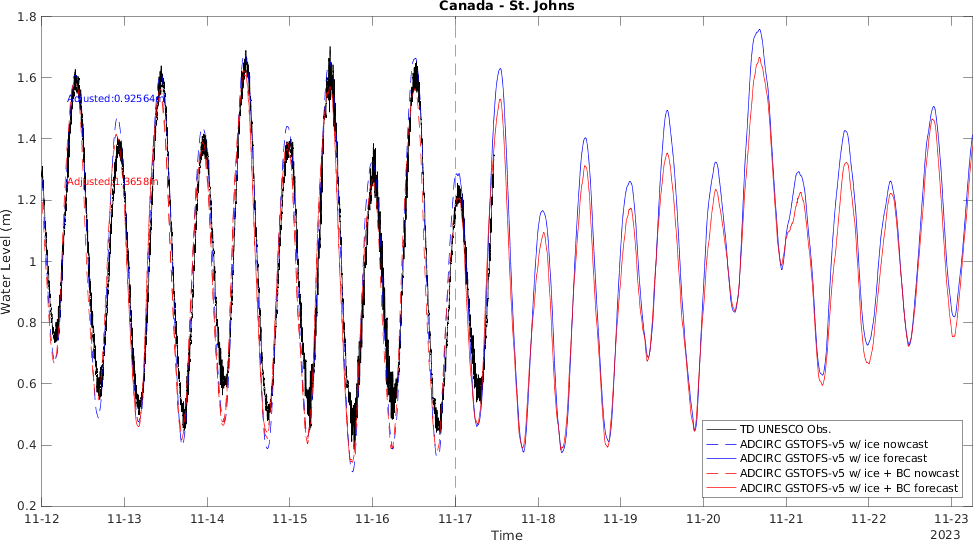 Canada - St. Johns
1.8
1.6
1.4
1.2
1
0.8
0.6
0.4
0.2
Water Level (m)
Adjusted:0.92564m
Adjusted:1.3658m
TD UNESCO Obs.
ADCIRC GSTOFS-v5 w/ ice nowcast
ADCIRC GSTOFS-v5 w/ ice forecast
ADCIRC GSTOFS-v5 w/ ice + BC nowcast
ADCIRC GSTOFS-v5 w/ ice + BC forecast
11-12 11-13 11-14 11-15 11-16 11-17 11-18 11-19 11-20 11-21 11-22 11-23
Time
2023